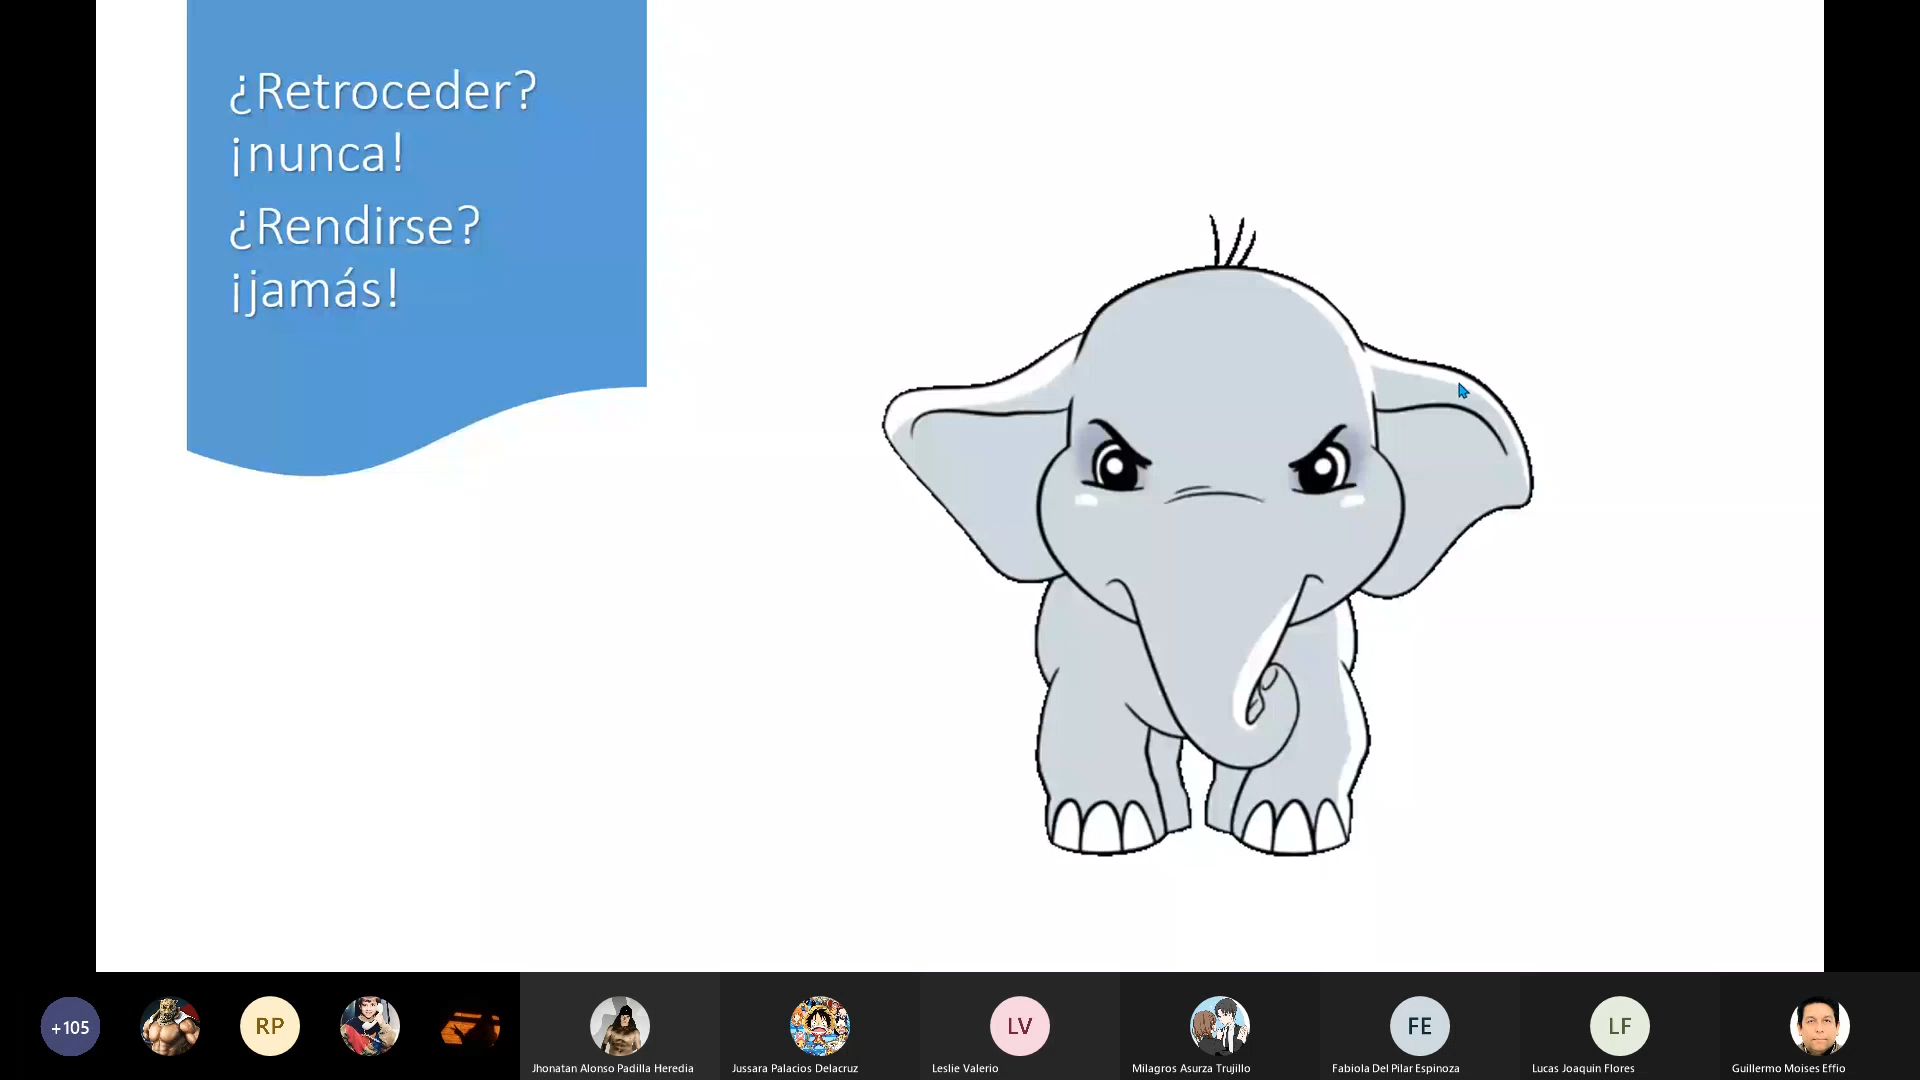 ¿Retroceder?
¡nunca!
¿Rendirse?
¡jamás!
+105
RP
LV
FE
LF
Jhonatan Alonso Padilla Heredia
Jussara Palacios Delacruz
Leslie Valerio
Milagros Asurza Trujillo
Fabiola Del Pilar Espinoza
Lucas Joaquin Flores
Guillermo Moises Effio